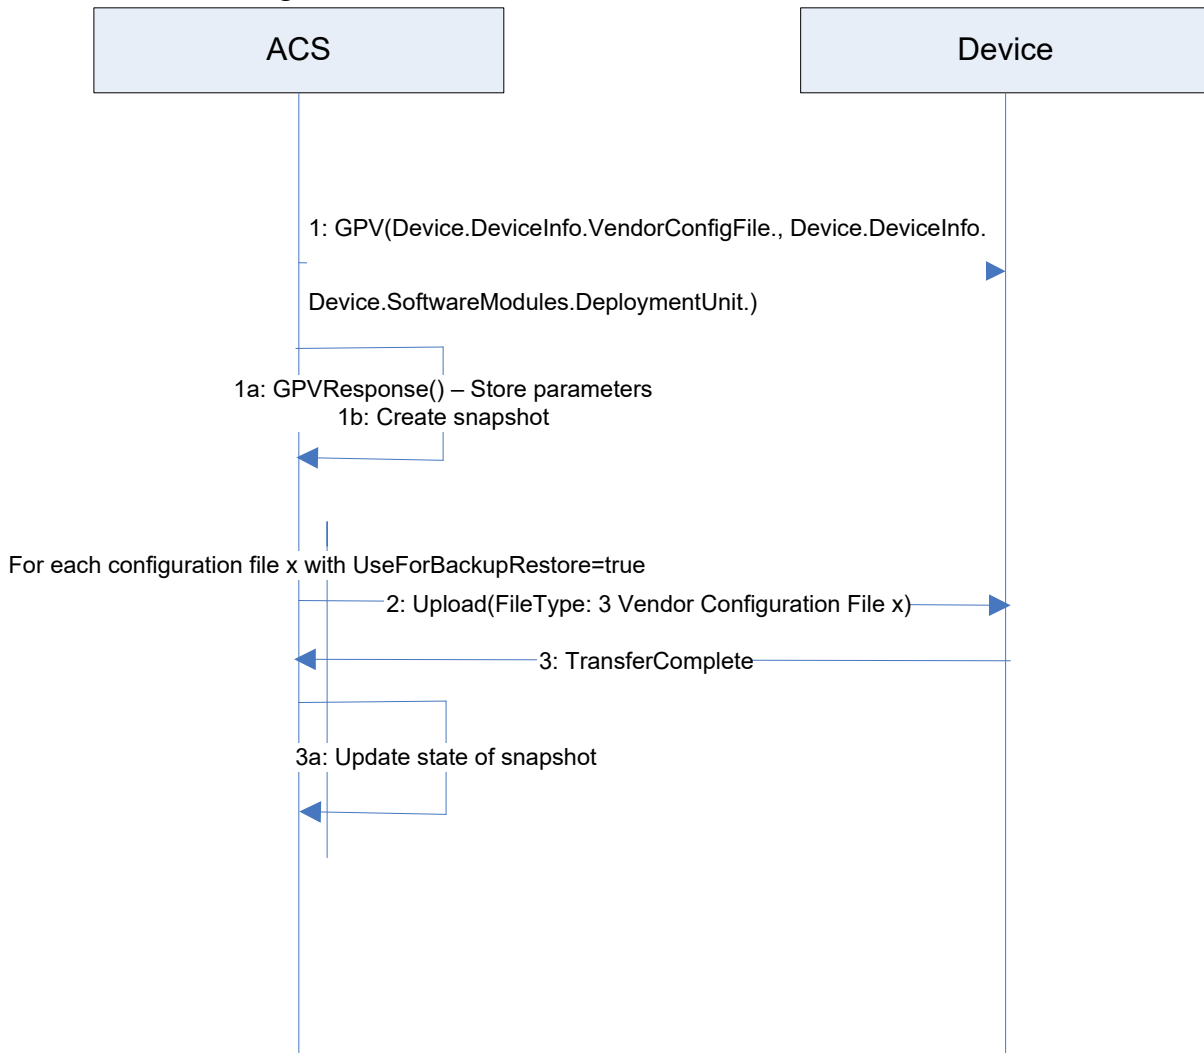 ACS
Device
1: GPV(Device.DeviceInfo.VendorConfigFile., Device.DeviceInfo.
Device.SoftwareModules.DeploymentUnit.)
1a: GPVResponse() – Store parameters
1b: Create snapshot
For each configuration file x with UseForBackupRestore=true
2: Upload(FileType: 3 Vendor Configuration File x)
3: TransferComplete
3a: Update state of snapshot